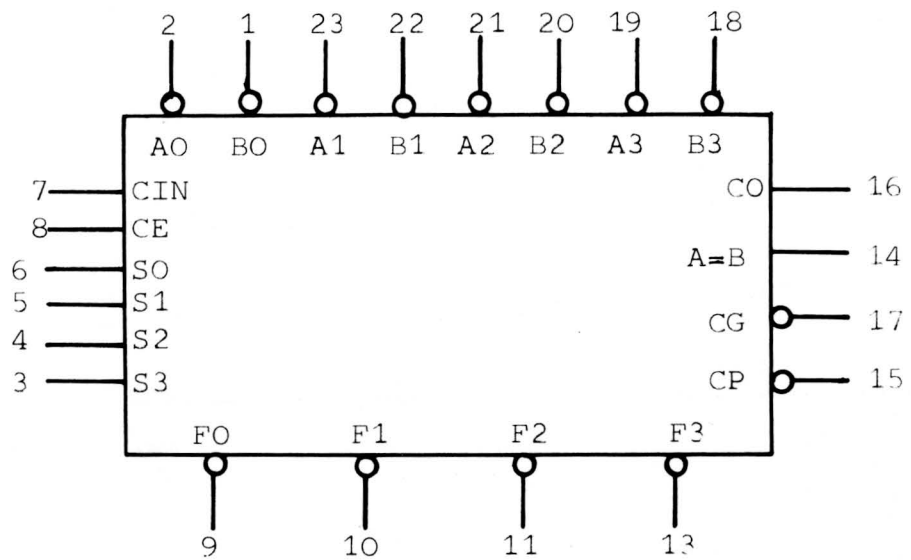 2 1 23 22 21 20 19 18
A0 B0 A1 B1 A2 B2 A3 B3
7 CIN CO 16
8 CE
A=B 14
6 S0
5 S1
CG 17
4 S2
3 S3 CP 15
F0 F1 F2 F3
9 10 11 13